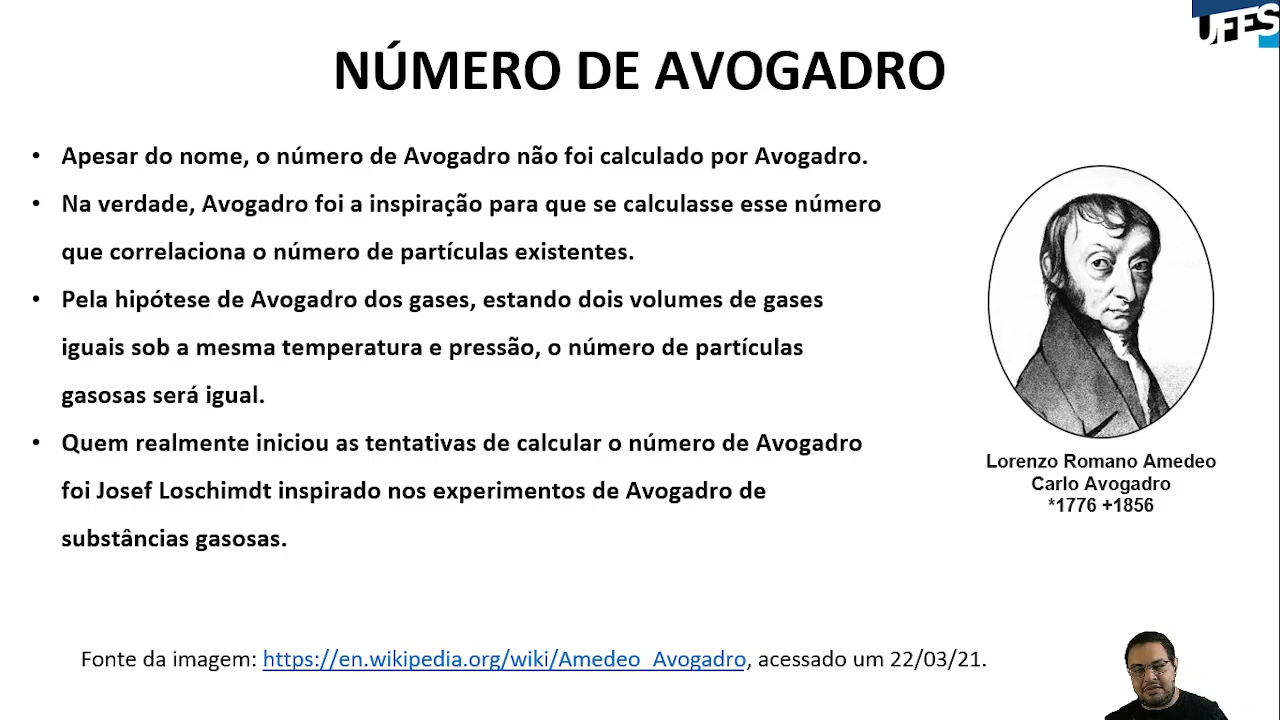 UFES
NÚMERO DE AVOGADRO
• Apesar do nome, o número de Avogadro não foi calculado por Avogadro.
• Na verdade, Avogadro foi a inspiração para que se calculasse esse número
que correlaciona o número de partículas existentes.
• Pela hipótese de Avogadro dos gases, estando dois volumes de gases
iguais sob a mesma temperatura e pressão, o número de partículas
gasosas será igual.
• Quem realmente iniciou as tentativas de calcular o número de Avogadro
foi Josef Loschimdt inspirado nos experimentos de Avogadro de
substâncias gasosas.
Lorenzo Romano Amedeo
Carlo Avogadro
*1776 +1856
Fonte da imagem: https://en.wikipedia.org/wiki/Amedeo_Avogadro, acessado um 22/03/21.